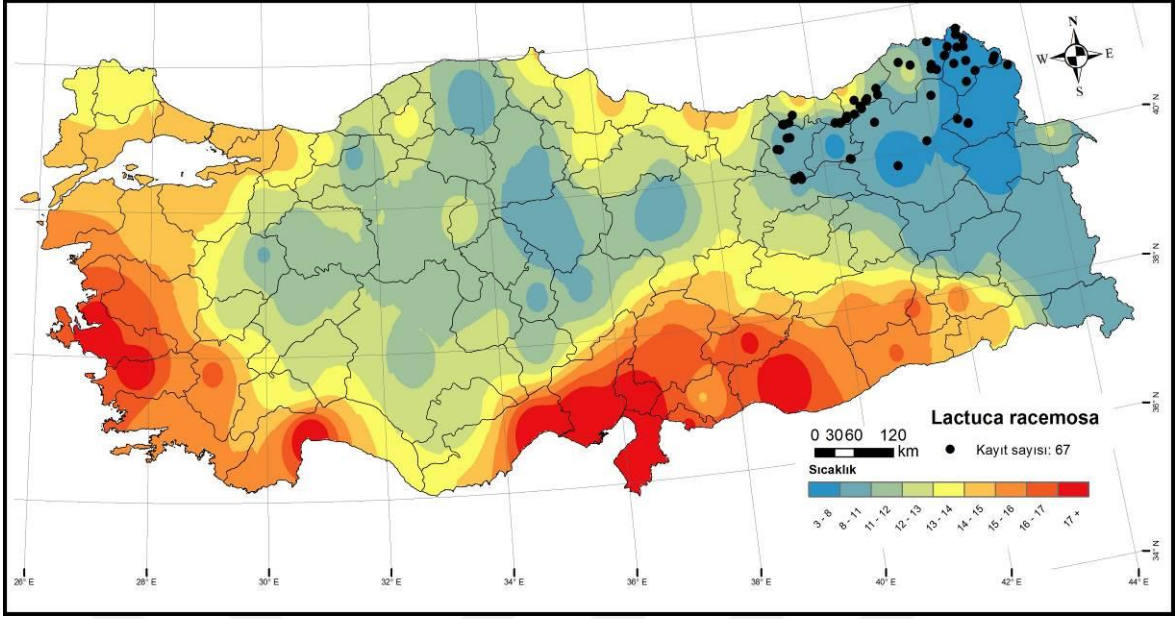 N
W E
S
40° N
38° N
36° N
34° N
Lactuca racemosa
0 30 60 120
km
Kayıt sayısı: 67
Sıcaklık
3 - 8
8 - 11
11 - 12
12 - 13
13 - 14
14 - 15
15 - 16
16 - 17
17 +
26° E
28° E
30° E
32° E
34° E
36° E
38° E
40° E
42° E
44° E